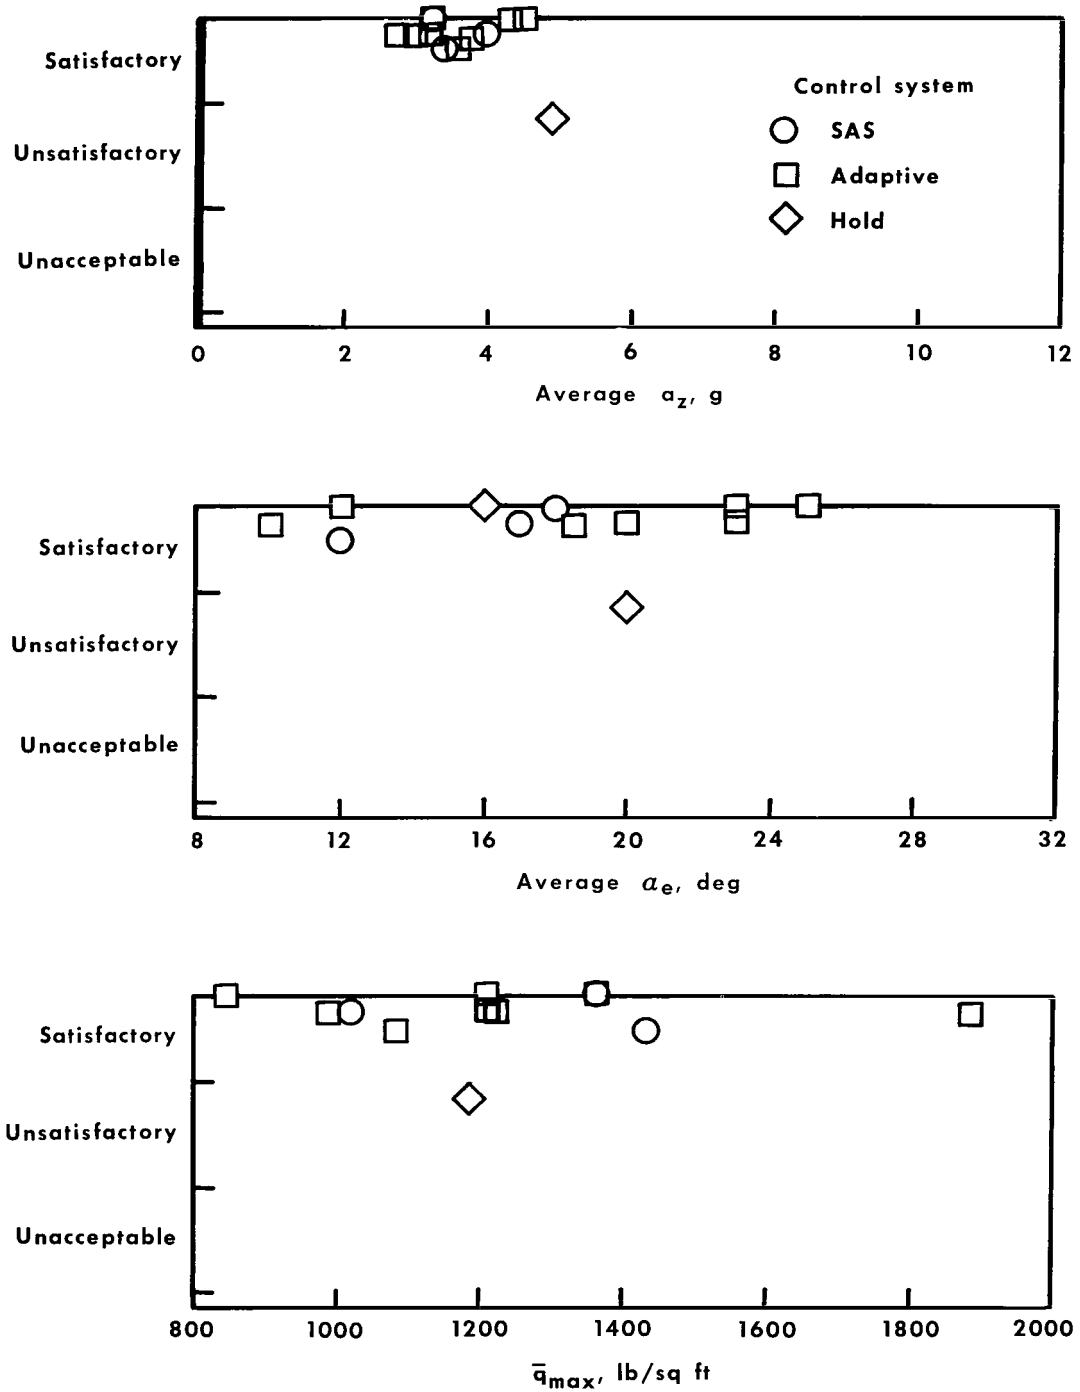 Satisfactory
Unsatisfactory
Unacceptable
Control system
SAS
Adaptive
Hold
0 2 4 6 8 10 12
Average a_z, g
Satisfactory
Unsatisfactory
Unacceptable
8 12 16 20 24 28 32
Average α_e, deg
Satisfactory
Unsatisfactory
Unacceptable
800 1000 1200 1400 1600 1800 2000
q̅_max, lb/sq ft